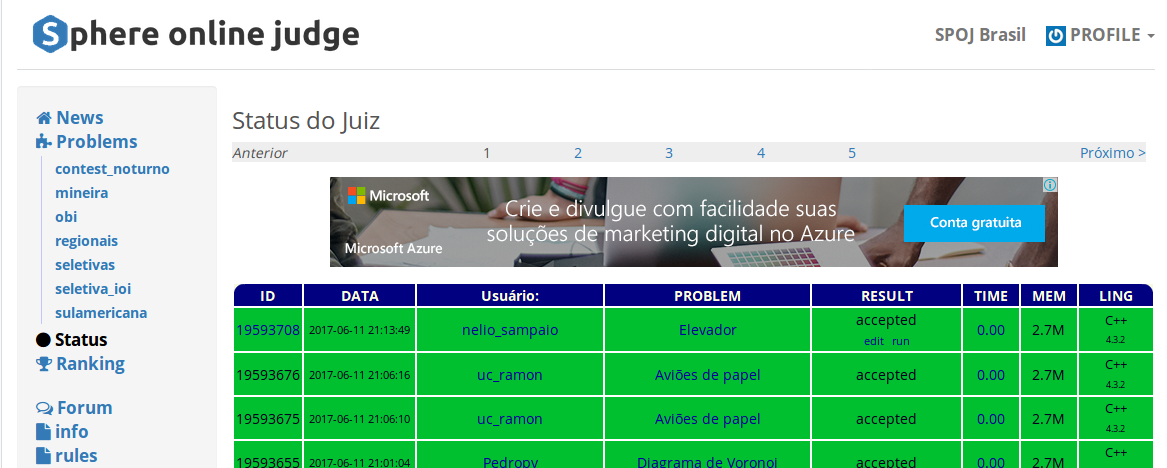 Sphere online judge
SPOJ Brasil PROFILE
News
Problems
contest_noturno
mineira
obi
regionais
seletivas
seletiva_ioi
sulamericana
Status
Ranking
Forum
info
rules
Status do Juiz
Anterior 1 2 3 4 5 Próximo >
Microsoft
Microsoft Azure
Crie e divulgue com facilidade suas
soluções de marketing digital no Azure
Conta gratuita
ID DATA Usuário: PROBLEM RESULT TIME MEM LING
19593708 2017-06-11 21:13:49 nelio_sampaio Elevador accepted 0.00 2.7M C++
edit run 4.3.2
19593676 2017-06-11 21:06:16 uc_ramon Aviões de papel accepted 0.00 2.7M C++
4.3.2
19593675 2017-06-11 21:06:10 uc_ramon Aviões de papel accepted 0.00 2.7M C++
4.3.2
19593655 2017-06-11 21:01:04 Pedropy Diagrama de Voronoi accepted 0.00 2.7M C++